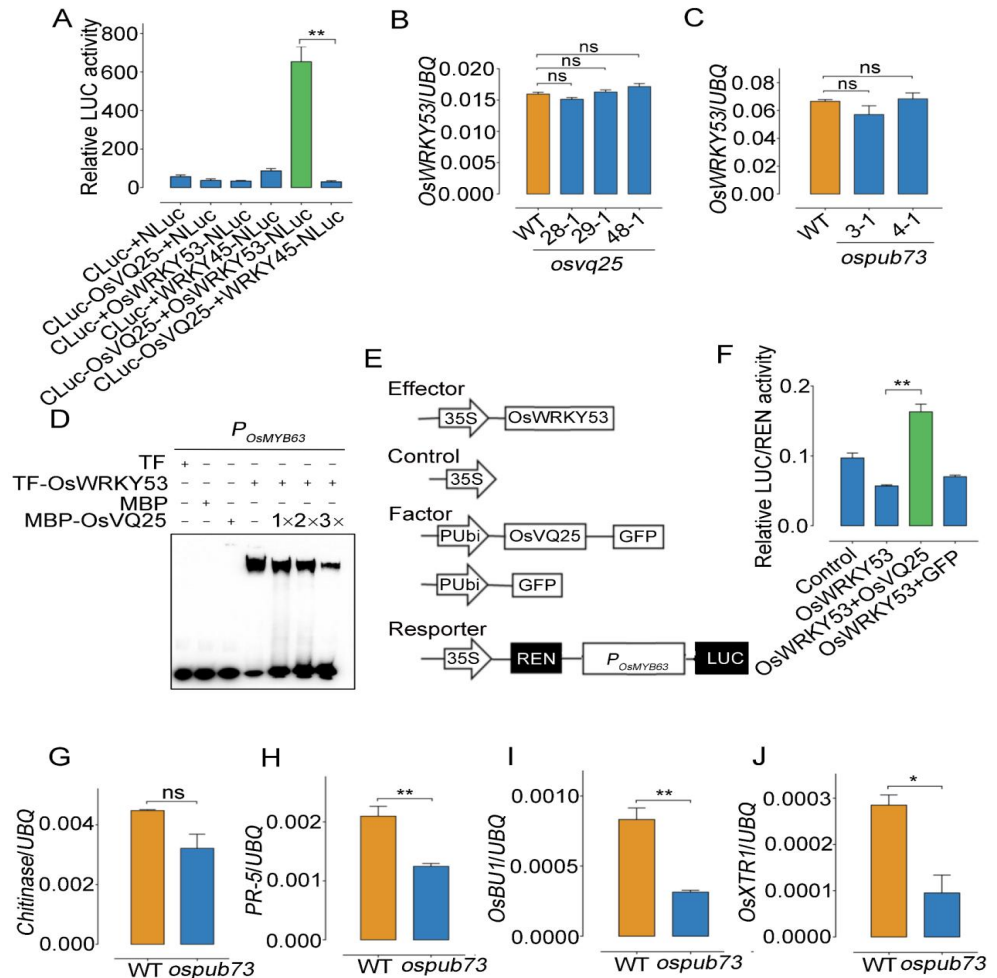 A
Relative LUC activity
800
600
400
200
0
**
CLuc-+NLuc
CLuc-OsVQ25-+NLuc
CLuc-+OsWRKY53-NLuc
CLuc-+WRKY45-NLuc
CLuc-OsVQ25-+OsWRKY53-NLuc
CLuc-OsVQ25-+WRKY45-NLuc
B
OsWRKY53/UBQ
0.020
0.015
0.010
0.005
0.000
ns
ns
ns
WT
28-1
29-1
48-1
osvq25
C
OsWRKY53/UBQ
0.08
0.06
0.04
0.02
0.00
ns
ns
WT
3-1
4-1
ospub73
D
POsMYB63
TF + − − − − − −
TF-OsWRKY53 − − − + + + +
MBP − + − − − − −
MBP-OsVQ25 − − + − 1× 2× 3×
E
Effector
35S OsWRKY53
Control
35S
Factor
PUbi OsVQ25 GFP
PUbi GFP
Resporter
35S REN POsMYB63 LUC
F
Relative LUC/REN activity
0.2
0.1
0.0
**
Control
OsWRKY53
OsWRKY53+OsVQ25
OsWRKY53+GFP
G
Chitinase/UBQ
0.004
0.002
0.000
ns
WT ospub73
H
PR-5/UBQ
0.002
0.001
0.000
**
WT ospub73
I
OsBU1/UBQ
0.0010
0.0005
0.0000
**
WT ospub73
J
OsXTR1/UBQ
0.0003
0.0001
0.0000
*
WT ospub73